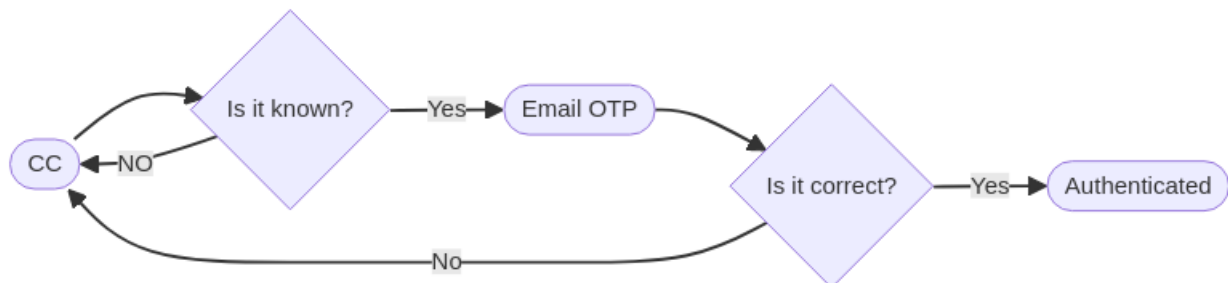 CC
NO
Is it known?
Yes
Email OTP
No
Is it correct?
Yes
Authenticated